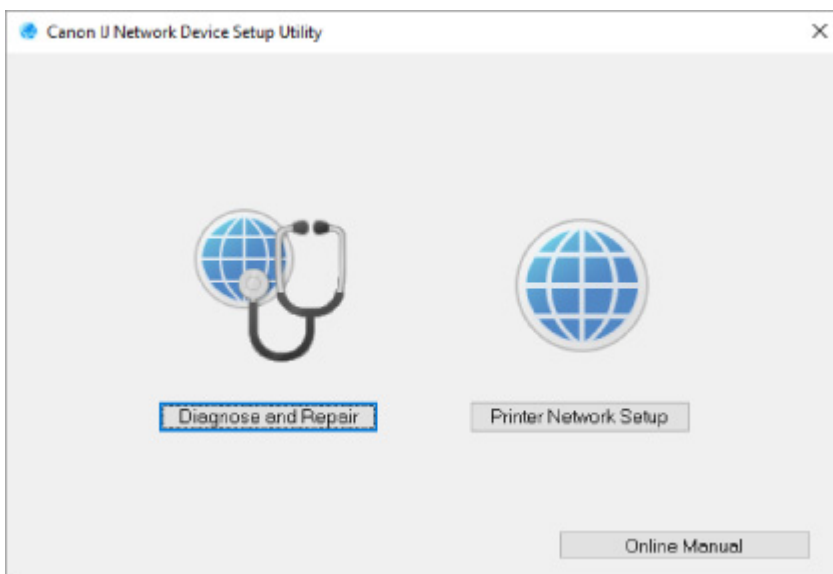 Canon IJ Network Device Setup Utility
Diagnose and Repair
Printer Network Setup
Online Manual